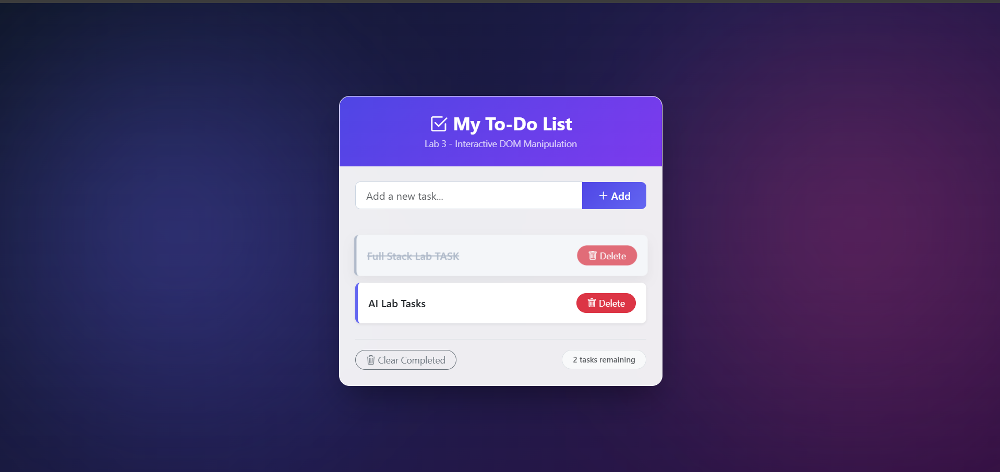 My To-Do List
Lab 3 - Interactive DOM Manipulation
Add a new task...
Add
Full Stack Lab TASK
Delete
AI Lab Tasks
Delete
Clear Completed
2 tasks remaining